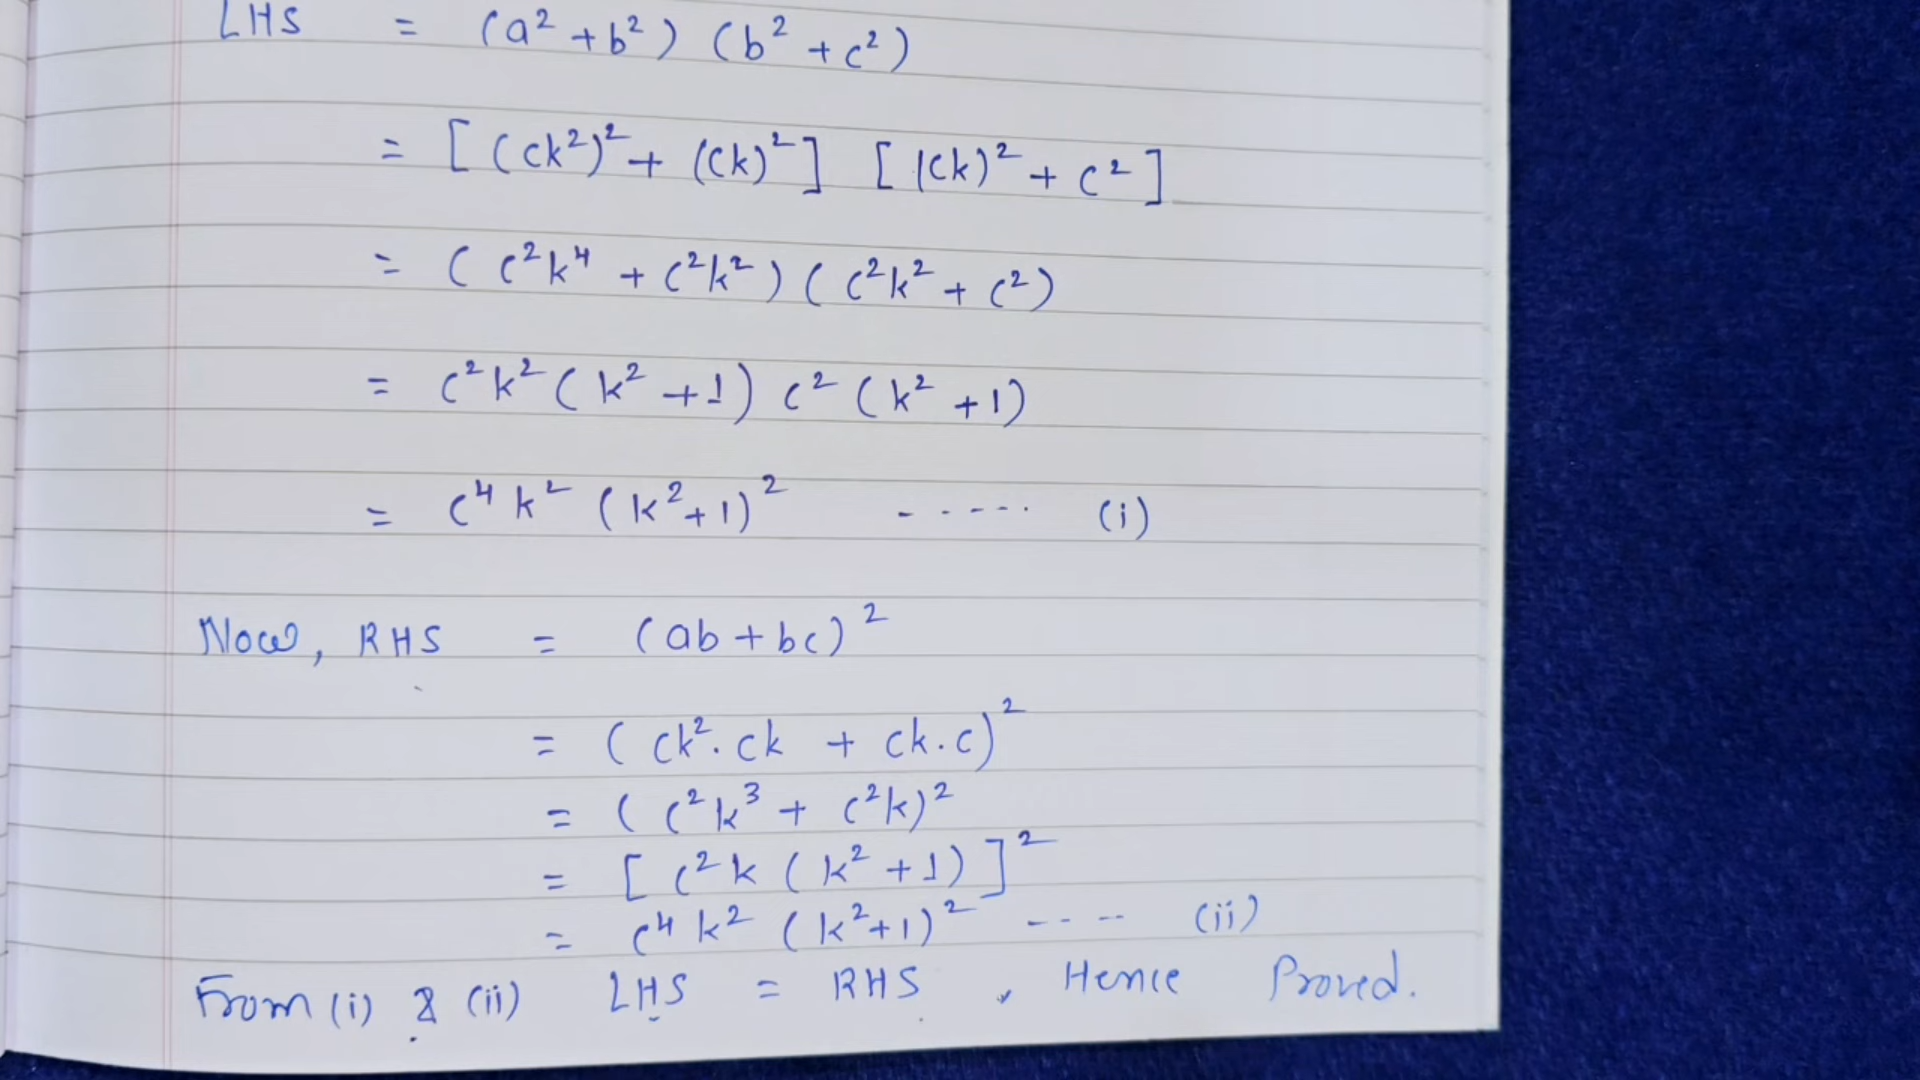 LHS = (a² + b²) (b² + c²)
= [(ck²)² + (ck)²] [(ck)² + c²]
= (c²k⁴ + c²k²) (c²k² + c²)
= c²k² (k² + 1) c² (k² + 1)
= c⁴k² (k² + 1)² ..... (i)
Now, RHS = (ab + bc)²
= (ck². ck + ck.c)²
= (c²k³ + c²k)²
= [c²k (k² + 1)]²
= c⁴k² (k² + 1)² .... (ii)
From (i) & (ii) LHS = RHS, Hence Proved.